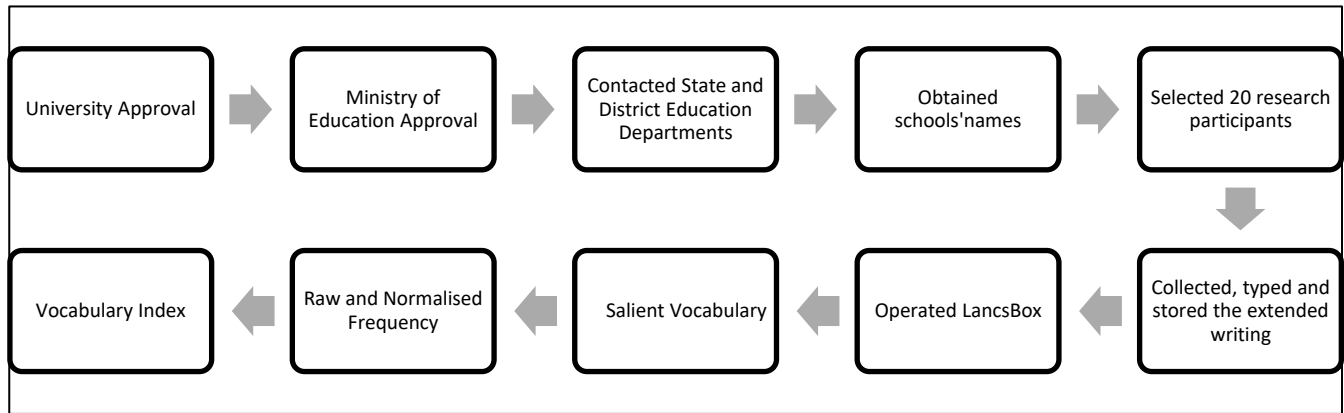 University Approval
Ministry of
Education Approval
Contacted State and
District Education
Departments
Obtained
schools'names
Selected 20 research
participants
Collected, typed and
stored the extended
writing
Operated LancsBox
Salient Vocabulary
Raw and Normalised
Frequency
Vocabulary Index